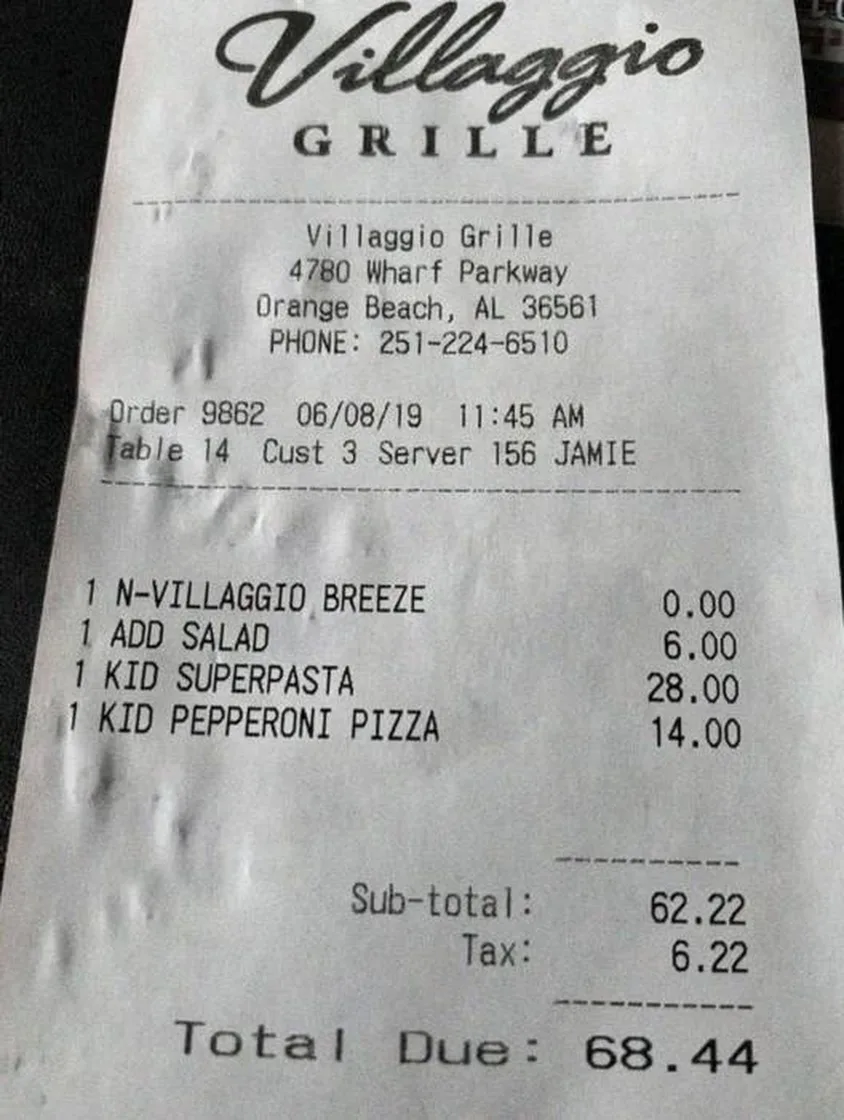 Villaggio
GRILLE
Villaggio Grille
4780 Wharf Parkway
Orange Beach, AL 36561
PHONE: 251-224-6510
Order 9862 06/08/19 11:45 AM
Table 14 Cust 3 Server 156 JAMIE
1 N-VILLAGGIO BREEZE 0.00
1 ADD SALAD 6.00
1 KID SUPERPASTA 28.00
1 KID PEPPERONI PIZZA 14.00
Sub-total: 62.22
Tax: 6.22
Total Due: 68.44